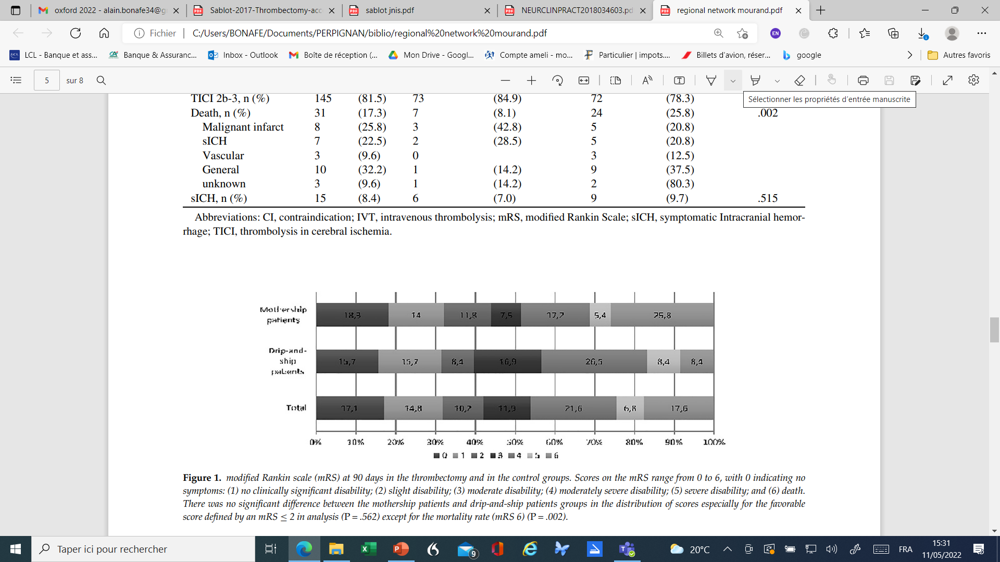 oxford 2022 - alain.bonafe34@g
Sablot-2017-Thrombectomy-acc
sablot jnis.pdf
NEURCLINPRACT2018034603.pd
regional network mourand.pdf
Fichier
C:/Users/BONAFE/Documents/PERPIGNAN/biblio/regional%20network%20mourand.pdf
EN
LCL - Banque et ass...
Banque & Assuranc...
Inbox - Outlook
Boîte de réception (...
Mon Drive - Googl...
Compte ameli - mo...
Particulier | impots....
Billets d'avion, réser...
google
Autres favoris
5 sur 8
Sélectionner les propriétés d'entrée manuscrite
TICI 2b-3, n (%) 145 (81.5) 73 (84.9) 72 (78.3)
Death, n (%) 31 (17.3) 7 (8.1) 24 (25.8) .002
Malignant infarct 8 (25.8) 3 (42.8) 5 (20.8)
sICH 7 (22.5) 2 (28.5) 5 (20.8)
Vascular 3 (9.6) 0 3 (12.5)
General 10 (32.2) 1 (14.2) 9 (37.5)
unknown 3 (9.6) 1 (14.2) 2 (80.3)
sICH, n (%) 15 (8.4) 6 (7.0) 9 (9.7) .515
Abbreviations: CI, contraindication; IVT, intravenous thrombolysis; mRS, modified Rankin Scale; sICH, symptomatic Intracranial hemor-
rhage; TICI, thrombolysis in cerebral ischemia.
Mothership
patients
18,3 14 11,8 7,5 17,2 5,4 25,8
Drip-and-
ship
patients
15,7 15,7 8,4 16,9 26,5 8,4 8,4
Total
17,1 14,8 10,2 11,9 21,6 6,8 17,6
0% 10% 20% 30% 40% 50% 60% 70% 80% 90% 100%
0 1 2 3 4 5 6
Figure 1. modified Rankin scale (mRS) at 90 days in the thrombectomy and in the control groups. Scores on the mRS range from 0 to 6, with 0 indicating no
symptoms: (1) no clinically significant disability; (2) slight disability; (3) moderate disability; (4) moderately severe disability; (5) severe disability; and (6) death.
There was no significant difference between the mothership patients and drip-and-ship patients groups in the distribution of scores especially for the favorable
score defined by an mRS ≤ 2 in analysis (P = .562) except for the mortality rate (mRS 6) (P = .002).
Taper ici pour rechercher
9
20°C
FRA
15:31
11/05/2022